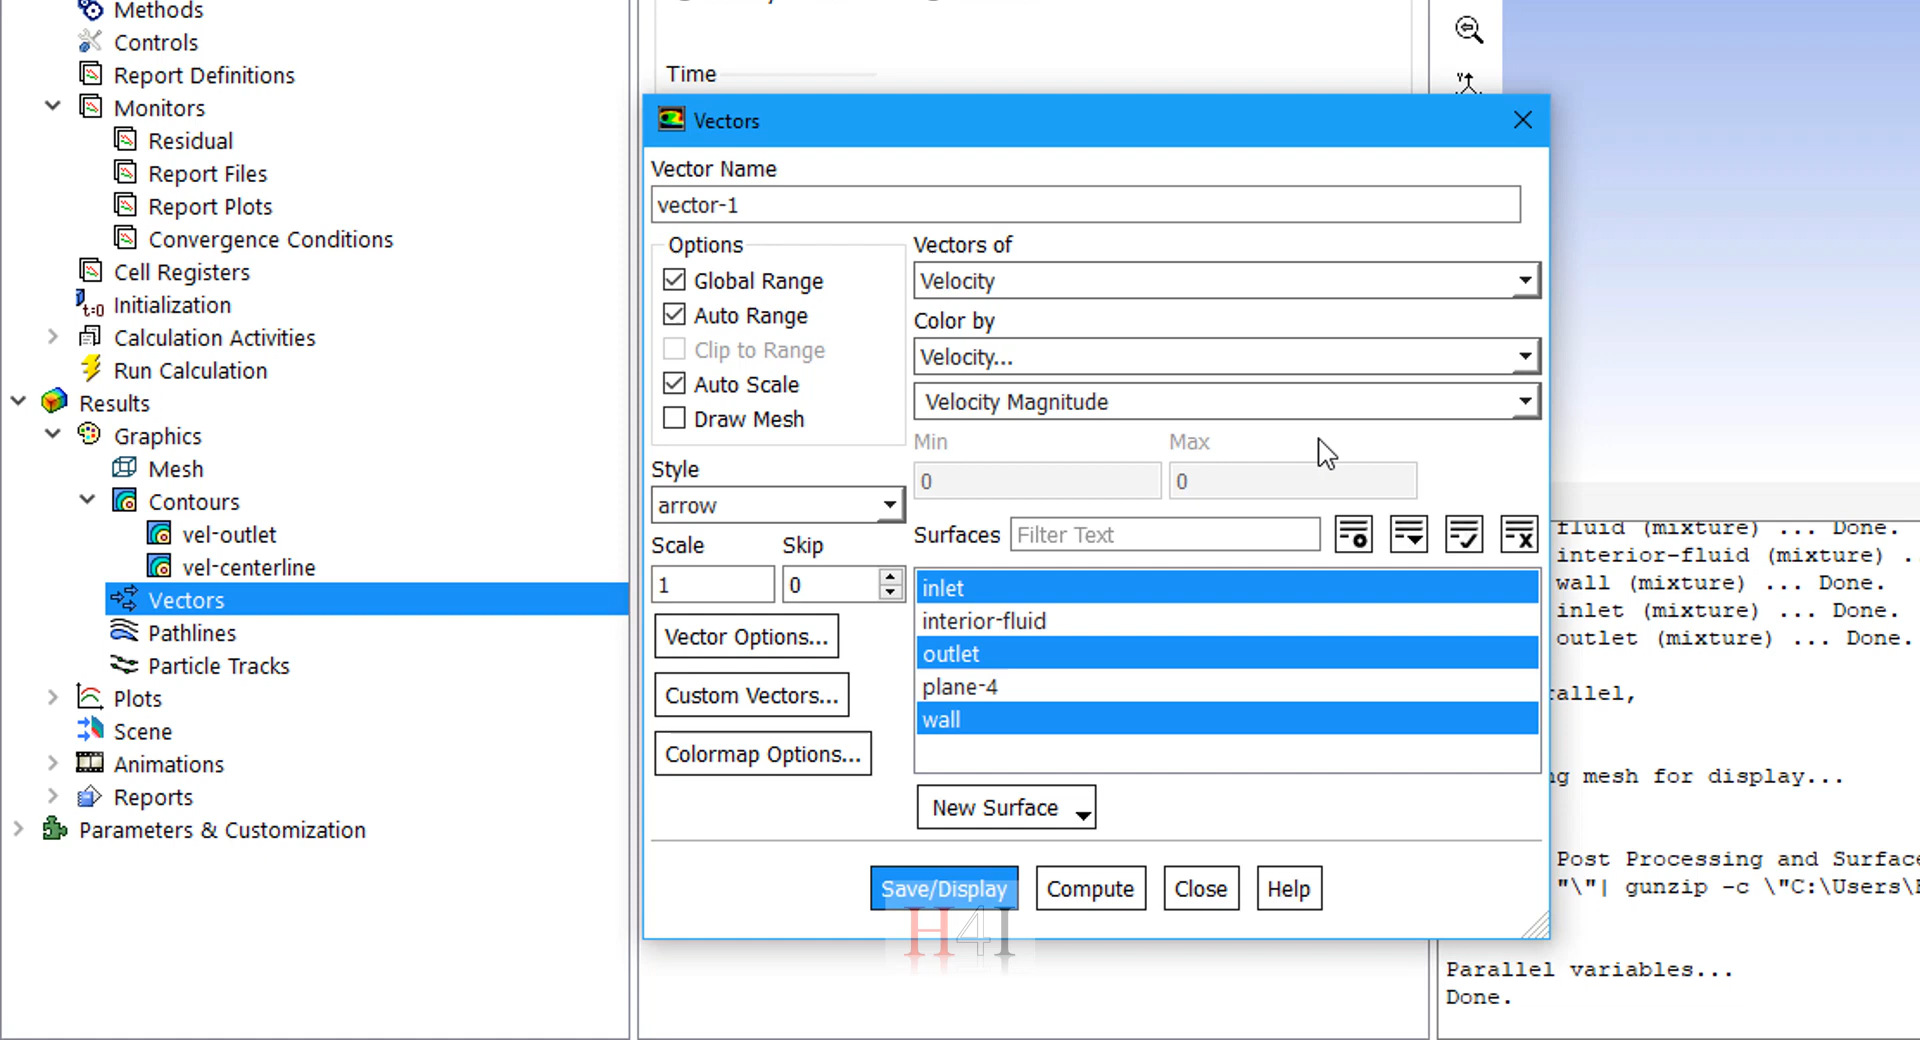 Methods
Controls
Report Definitions
Monitors
Residual
Report Files
Report Plots
Convergence Conditions
Cell Registers
t:0 Initialization
Calculation Activities
Run Calculation
Results
Graphics
Mesh
Contours
vel-outlet
vel-centerline
Vectors
Pathlines
Particle Tracks
Plots
Scene
Animations
Reports
Parameters & Customization
Time
Vectors
Vector Name
vector-1
Options
Global Range
Auto Range
Clip to Range
Auto Scale
Draw Mesh
Style
arrow
Scale
Skip
1
0
Vector Options...
Custom Vectors...
Colormap Options...
Vectors of
Velocity
Color by
Velocity...
Velocity Magnitude
Min
Max
0
0
Surfaces
Filter Text
inlet
interior-fluid
outlet
plane-4
wall
New Surface
Save/Display
Compute
Close
Help
H4I
fluid (mixture) ... Done.
interior-fluid (mixture) .
wall (mixture) ... Done.
inlet (mixture) ... Done.
outlet (mixture) ... Done.
allel,
ng mesh for display...
Post Processing and Surface
"\"| gunzip -c \"C:\Users\
Parallel variables...
Done.